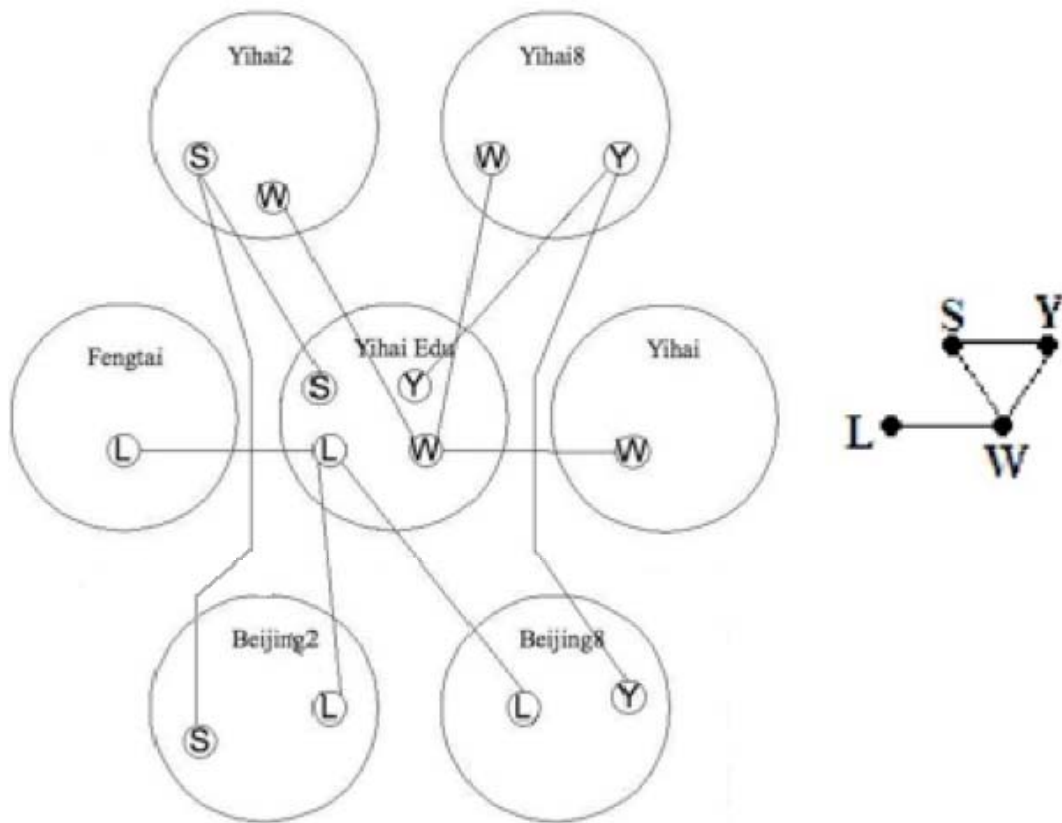 Yihai2
Yihai8
S
W
W
Y
Fengtai
Yihai Edu
Yihai
S
Y
L
L
W
W
Beijing2
Beijing8
S
L
L
Y
S Y
L W